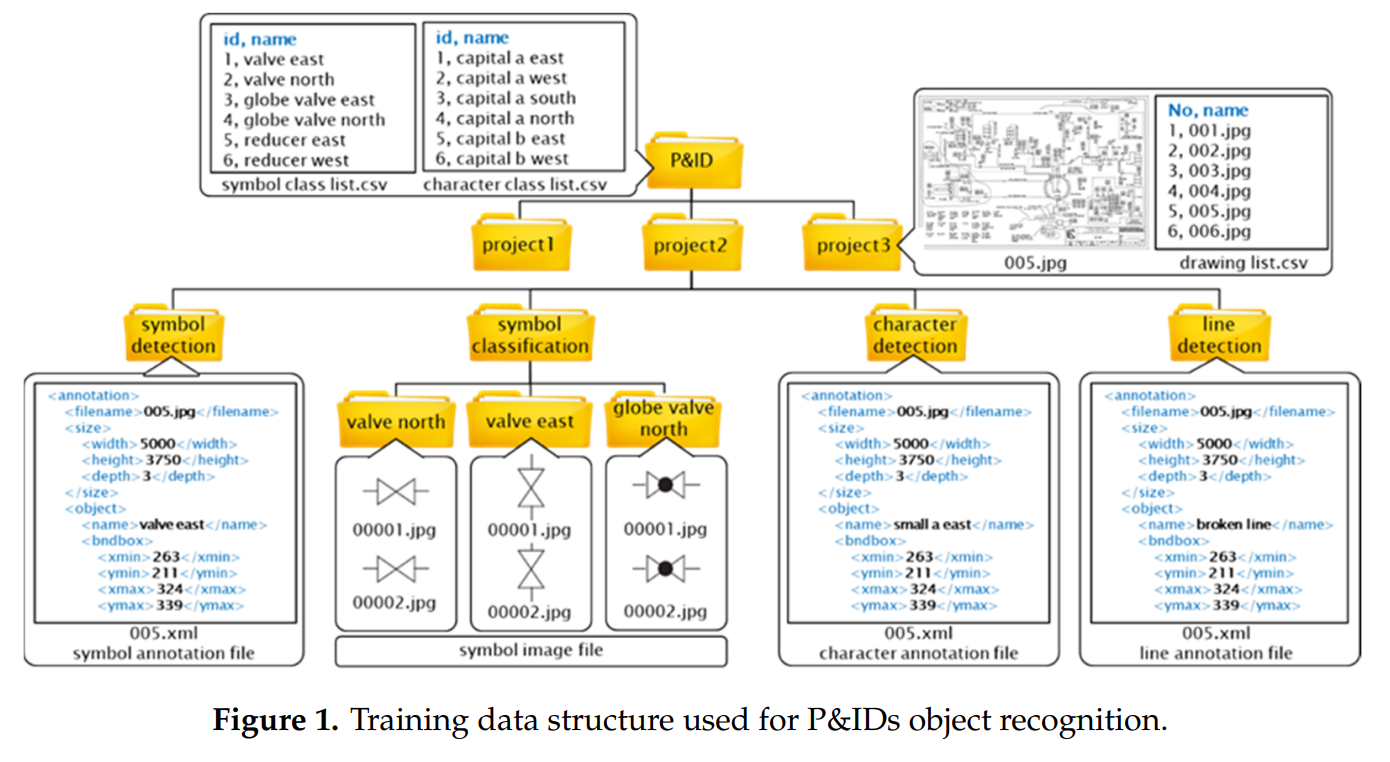 id, name
1, valve east
2, valve north
3, globe valve east
4, globe valve north
5, reducer east
6, reducer west
symbol class list.csv
id, name
1, capital a east
2, capital a west
3, capital a south
4, capital a north
5, capital b east
6, capital b west
character class list.csv
P&ID
project1
project2
project3
005.jpg
No, name
1, 001.jpg
2, 002.jpg
3, 003.jpg
4, 004.jpg
5, 005.jpg
6, 006.jpg
drawing list.csv
symbol
detection
<annotation>
<filename>005.jpg</filename>
<size>
<width>5000</width>
<height>3750</height>
<depth>3</depth>
</size>
<object>
<name>valve east</name>
<bndbox>
<xmin>263</xmin>
<ymin>211</ymin>
<xmax>324</xmax>
<ymax>339</ymax>
005.xml
symbol annotation file
symbol
classification
valve north
00001.jpg
00002.jpg
valve east
00001.jpg
00002.jpg
globe valve
north
00001.jpg
00002.jpg
symbol image file
character
detection
<annotation>
<filename>005.jpg</filename>
<size>
<width>5000</width>
<height>3750</height>
<depth>3</depth>
</size>
<object>
<name>small a east</name>
<bndbox>
<xmin>263</xmin>
<ymin>211</ymin>
<xmax>324</xmax>
<ymax>339</ymax>
005.xml
character annotation file
line
detection
<annotation>
<filename>005.jpg</filename>
<size>
<width>5000</width>
<height>3750</height>
<depth>3</depth>
</size>
<object>
<name>broken line</name>
<bndbox>
<xmin>263</xmin>
<ymin>211</ymin>
<xmax>324</xmax>
<ymax>339</ymax>
005.xml
line annotation file
Figure 1. Training data structure used for P&IDs object recognition.